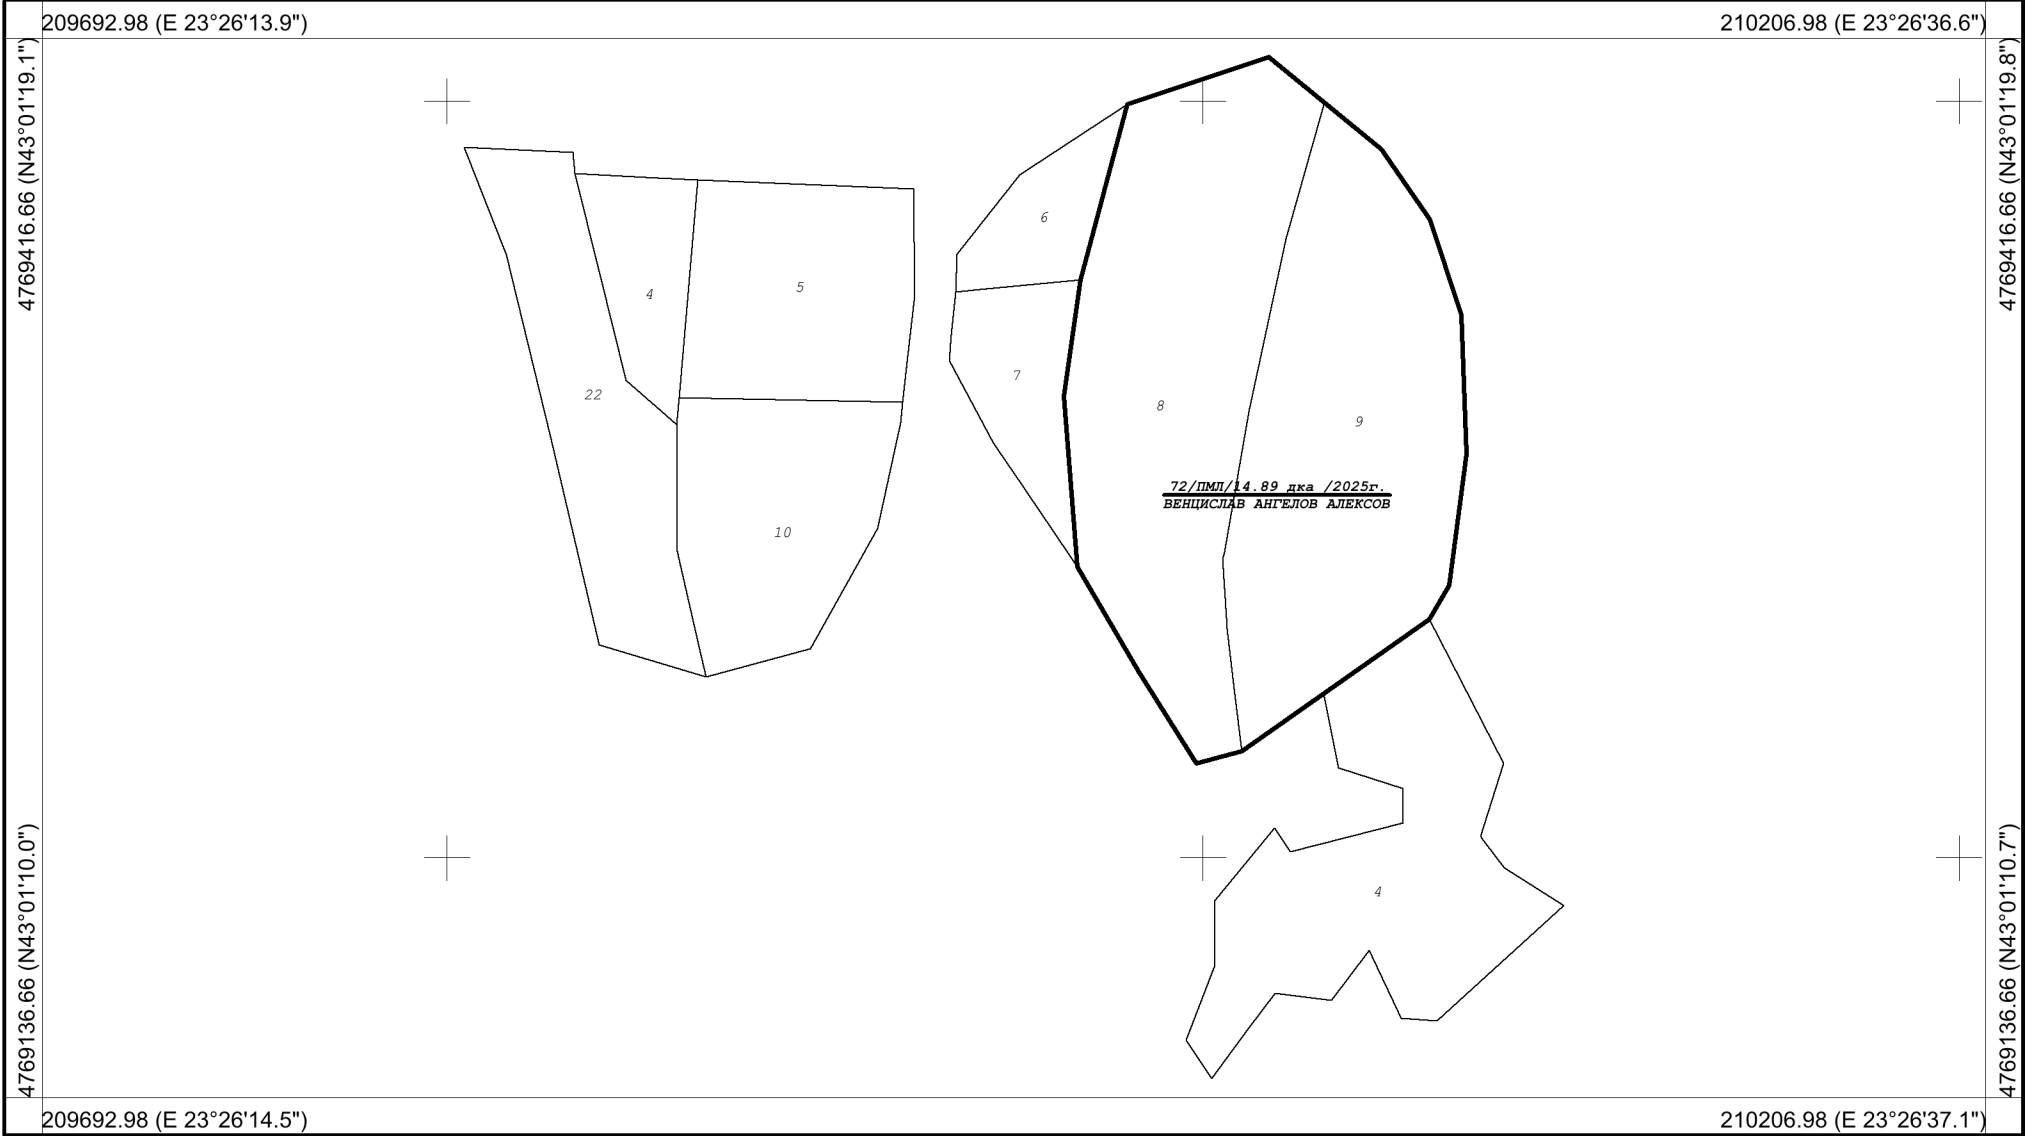 209692.98 (E 23°26'13.9")
210206.98 (E 23°26'36.6")
4769416.66 (N43°01'19.1")
4769416.66 (N43°01'19.8")
6
4
5
7
22
8
9
72/ПМЛ/14.89 дка /2025г.
ВЕНЦИСЛАВ АНГЕЛОВ АЛЕКСОВ
10
4
4769136.66 (N43°01'10.0")
4769136.66 (N43°01'10.7")
209692.98 (E 23°26'14.5")
210206.98 (E 23°26'37.1")